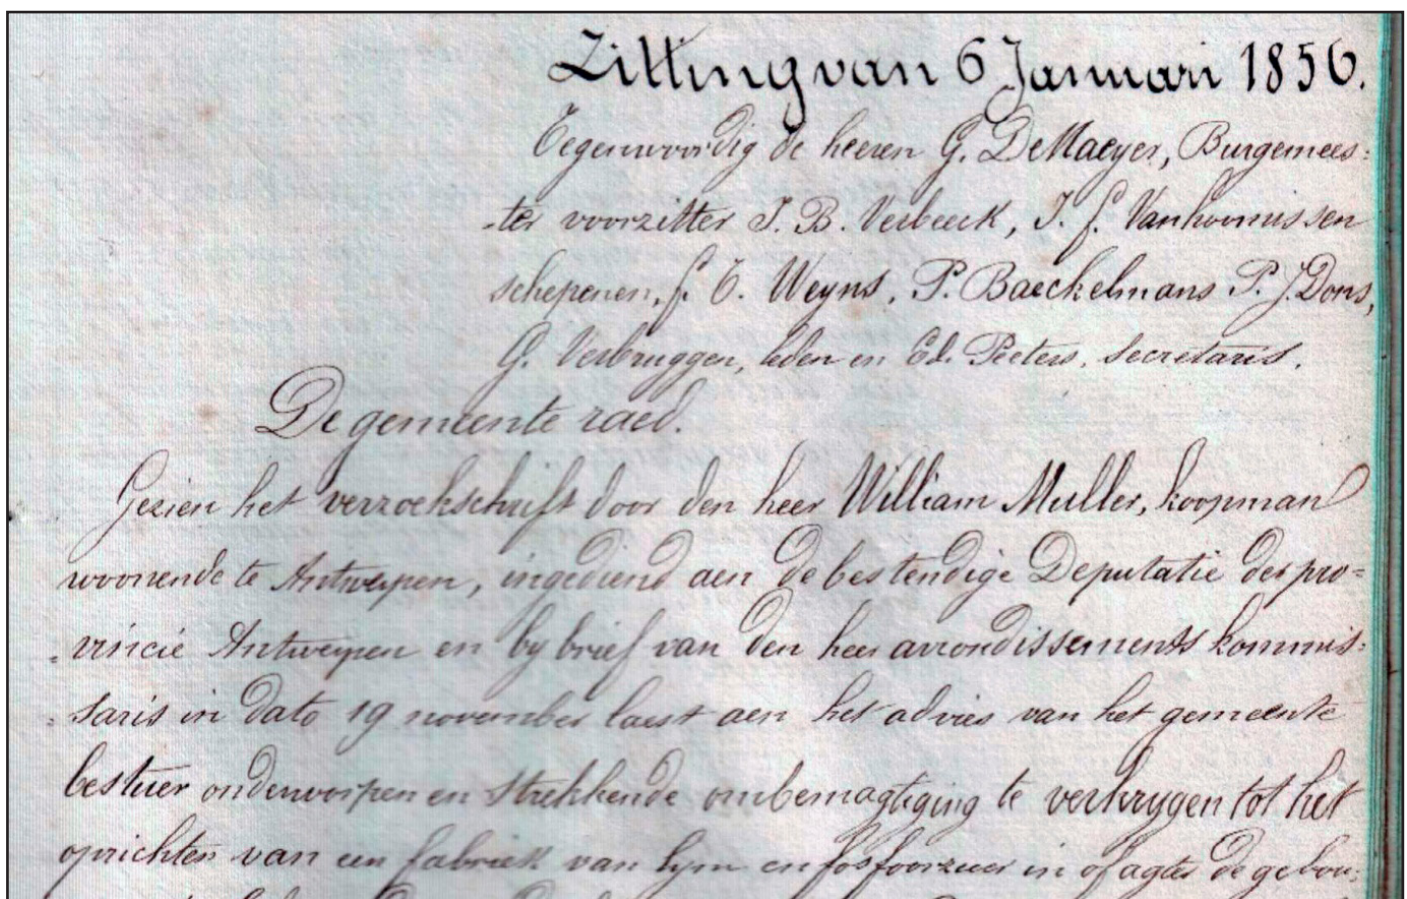 Zitting van 6 Januari 1856.
Tegenwoordig de heeren G. De Maeyer, Burgemees:
-ter voorzitter J. B. Verbeeck, J. f. Vanhoomissen
schepenen, f. C. Weyns, P. Baeckelmans P. J. Dons,
G. Verbruggen, leden en Ed. Peeters, secretaris.
De gemeente raed.
Gezien het verzoekschrift door den heer William Muller, koopman
woonende te Antwerpen, ingediend aen de bestendige Deputatie der pro=
=vincie Antwerpen en by brief van den heer arrondissements kommis:
=saris in dato 19 november laest aen het advies van het gemeente
bestuer onderworpen en strekkende om bemagtiging te verkrygen tot het
oprichten van een fabriek van lym en fosfoorzuer in of agter de gebou: